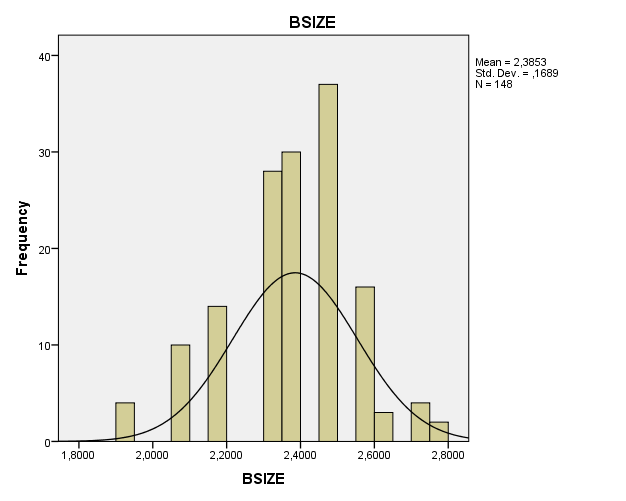 BSIZE
Mean = 2,3853
Std. Dev. = ,1689
N = 148
Frequency
40
30
20
10
0
1,8000 2,0000 2,2000 2,4000 2,6000 2,8000
BSIZE